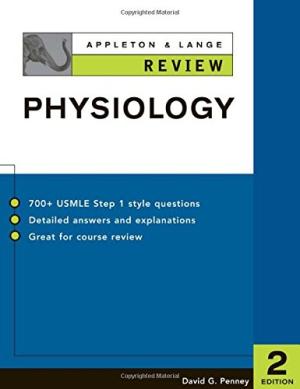 APPLETON & LANGE
REVIEW
PHYSIOLOGY
700+ USMLE Step 1 style questions
Detailed answers and explanations
Great for course review
David G. Penney
2
EDITION